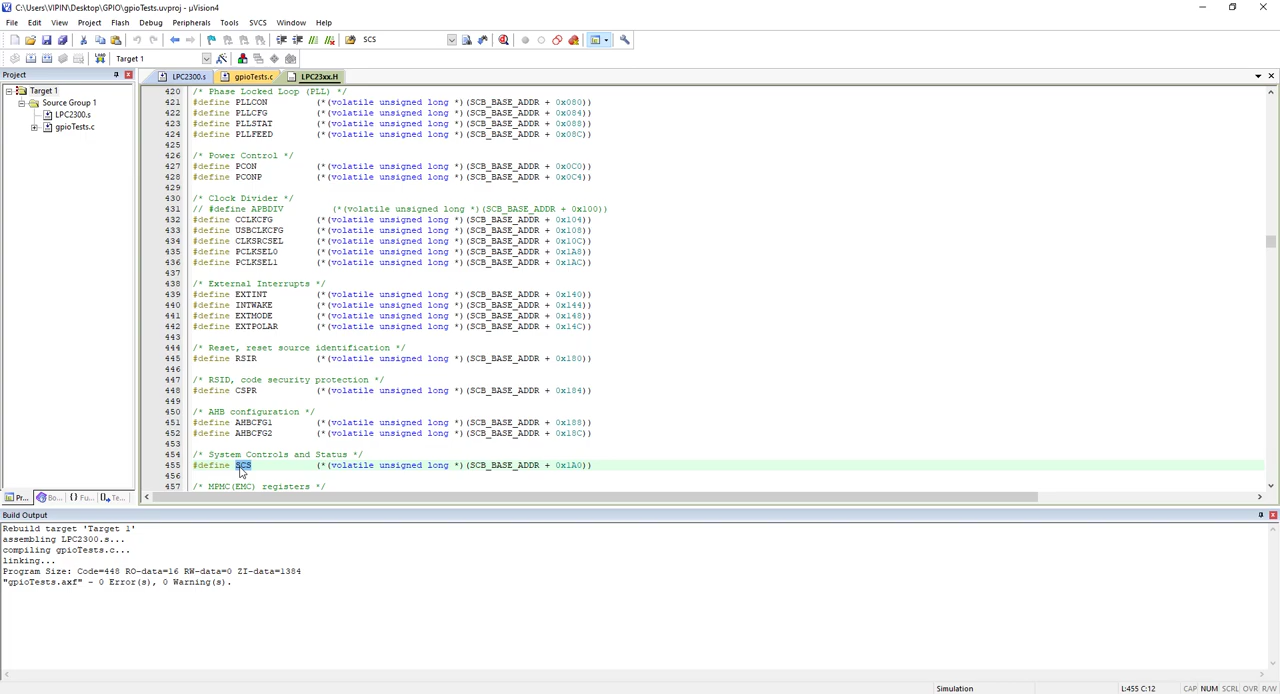 C:\Users\VIPIN\Desktop\GPIO\gpioTests.uvproj - µVision4
File Edit View Project Flash Debug Peripherals Tools SVCS Window Help
SCS
Target 1
Project
LPC2300.s gpioTests.c LPC23xx.H
Target 1
Source Group 1
LPC2300.s
gpioTests.c
420 /* Phase Locked Loop (PLL) */
421 #define PLLCON (*(volatile unsigned long *)(SCB_BASE_ADDR + 0x080))
422 #define PLLCFG (*(volatile unsigned long *)(SCB_BASE_ADDR + 0x084))
423 #define PLLSTAT (*(volatile unsigned long *)(SCB_BASE_ADDR + 0x088))
424 #define PLLFEED (*(volatile unsigned long *)(SCB_BASE_ADDR + 0x08C))
425
426 /* Power Control */
427 #define PCON (*(volatile unsigned long *)(SCB_BASE_ADDR + 0x0C0))
428 #define PCONP (*(volatile unsigned long *)(SCB_BASE_ADDR + 0x0C4))
429
430 /* Clock Divider */
431 // #define APBDIV (*(volatile unsigned long *)(SCB_BASE_ADDR + 0x100))
432 #define CCLKCFG (*(volatile unsigned long *)(SCB_BASE_ADDR + 0x104))
433 #define USBCLKCFG (*(volatile unsigned long *)(SCB_BASE_ADDR + 0x108))
434 #define CLKSRCSEL (*(volatile unsigned long *)(SCB_BASE_ADDR + 0x10C))
435 #define PCLKSEL0 (*(volatile unsigned long *)(SCB_BASE_ADDR + 0x1A8))
436 #define PCLKSEL1 (*(volatile unsigned long *)(SCB_BASE_ADDR + 0x1AC))
437
438 /* External Interrupts */
439 #define EXTINT (*(volatile unsigned long *)(SCB_BASE_ADDR + 0x140))
440 #define INTWAKE (*(volatile unsigned long *)(SCB_BASE_ADDR + 0x144))
441 #define EXTMODE (*(volatile unsigned long *)(SCB_BASE_ADDR + 0x148))
442 #define EXTPOLAR (*(volatile unsigned long *)(SCB_BASE_ADDR + 0x14C))
443
444 /* Reset, reset source identification */
445 #define RSIR (*(volatile unsigned long *)(SCB_BASE_ADDR + 0x180))
446
447 /* RSID, code security protection */
448 #define CSPR (*(volatile unsigned long *)(SCB_BASE_ADDR + 0x184))
449
450 /* AHB configuration */
451 #define AHBCFG1 (*(volatile unsigned long *)(SCB_BASE_ADDR + 0x188))
452 #define AHBCFG2 (*(volatile unsigned long *)(SCB_BASE_ADDR + 0x18C))
453
454 /* System Controls and Status */
455 #define SCS (*(volatile unsigned long *)(SCB_BASE_ADDR + 0x1A0))
456
457 /* MPMC(EMC) registers */
Pr... Bo... {} Fu... Te...
Build Output
Rebuild target 'Target 1'
assembling LPC2300.s...
compiling gpioTests.c...
linking...
Program Size: Code=448 RO-data=16 RW-data=0 ZI-data=1384
"gpioTests.axf" - 0 Error(s), 0 Warning(s).
Simulation L:455 C:12 CAP NUM SCRL OVR R/W